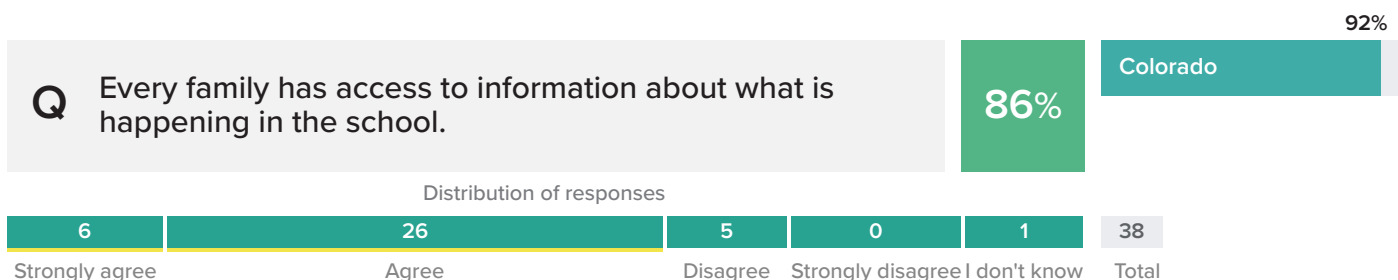 92%
Q Every family has access to information about what is
happening in the school.
86%
Colorado
Distribution of responses
6 26 5 0 1 38
Strongly agree Agree Disagree Strongly disagree I don't know Total